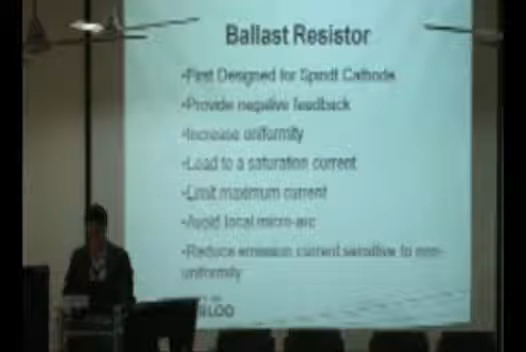 Ballast Resistor
•First Designed for Spindt Cathode
•Provide negative feedback
•Increase uniformity
•Lead to a saturation current
•Limit maximum current
•Avoid local micro-arc
•Reduce emission current sensitive to non-
uniformity